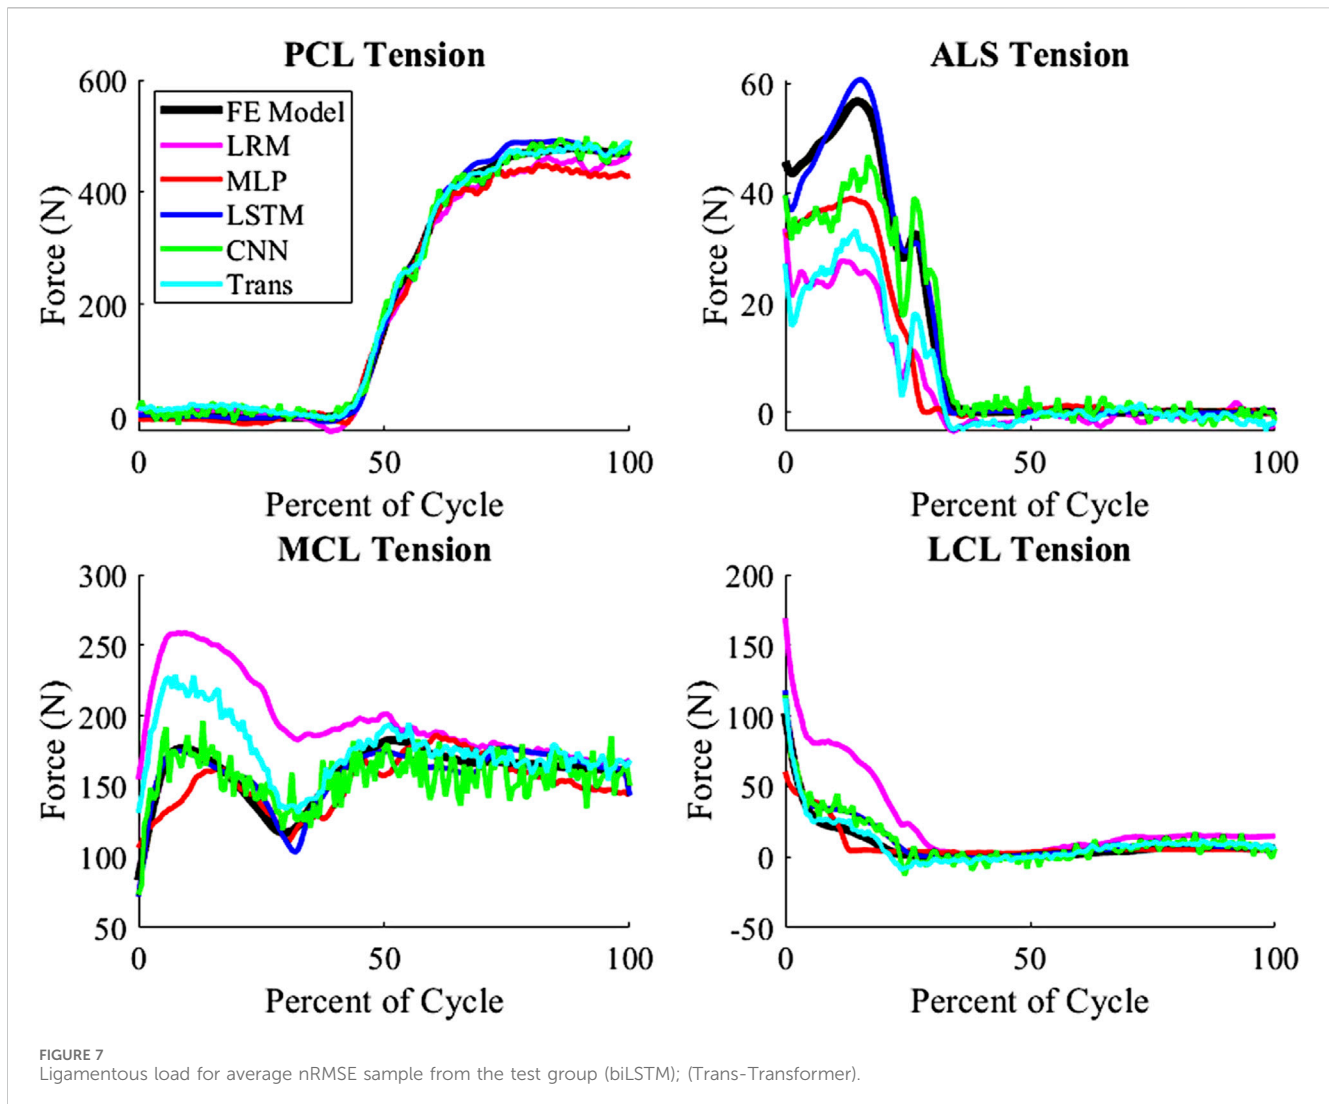 PCL Tension
600
400
200
0
Force (N)
FE Model
LRM
MLP
LSTM
CNN
Trans
0 50 100
Percent of Cycle
ALS Tension
60
40
20
0
Force (N)
0 50 100
Percent of Cycle
MCL Tension
300
250
200
150
100
50
Force (N)
0 50 100
Percent of Cycle
LCL Tension
200
150
100
50
0
-50
Force (N)
0 50 100
Percent of Cycle
FIGURE 7
Ligamentous load for average nRMSE sample from the test group (biLSTM); (Trans-Transformer).